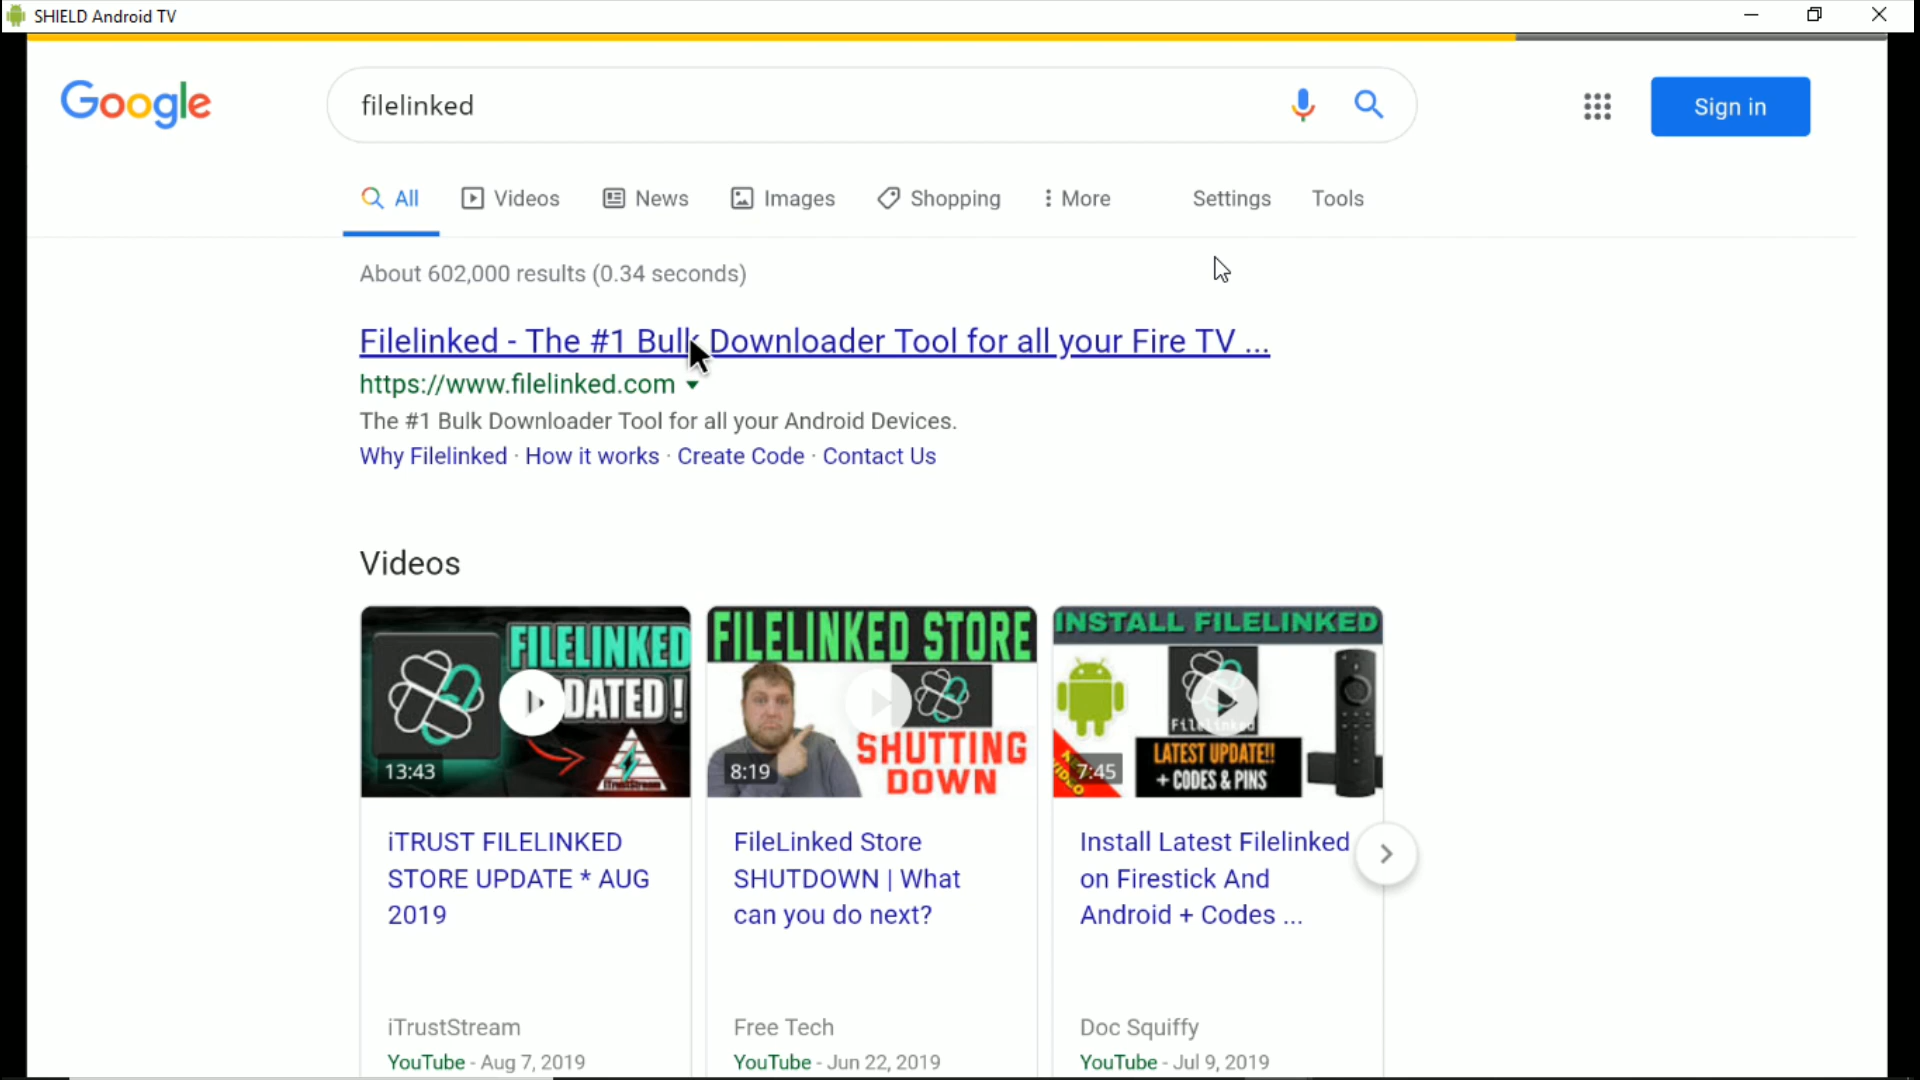 SHIELD Android TV
Google
filelinked
Sign in
All Videos News Images Shopping More Settings Tools
About 602,000 results (0.34 seconds)
Filelinked - The #1 Bulk Downloader Tool for all your Fire TV ...
https://www.filelinked.com
The #1 Bulk Downloader Tool for all your Android Devices.
Why Filelinked · How it works · Create Code · Contact Us
Videos
FILELINKED
DATED !
13:43
iTrustStream
iTRUST FILELINKED
STORE UPDATE * AUG
2019
iTrustStream
YouTube - Aug 7, 2019
FILELINKED STORE
SHUTTING
DOWN
8:19
FileLinked Store
SHUTDOWN | What
can you do next?
Free Tech
YouTube - Jun 22, 2019
INSTALL FILELINKED
Filelinked
LATEST UPDATE!!
+ CODES & PINS
VIDEO
7:45
Install Latest Filelinked
on Firestick And
Android + Codes ...
Doc Squiffy
YouTube - Jul 9, 2019